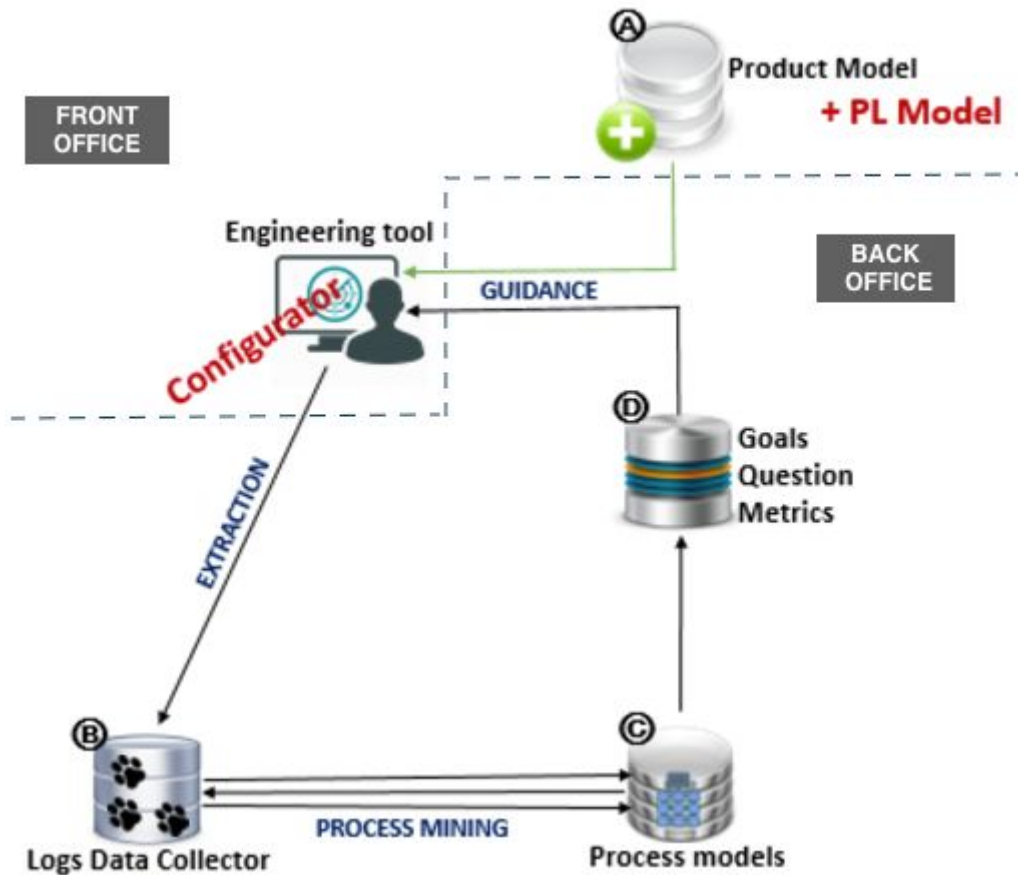 A
Product Model
+ PL Model
FRONT
OFFICE
Engineering tool
Configurator
BACK
OFFICE
GUIDANCE
D
Goals
Question
Metrics
EXTRACTION
B
Logs Data Collector
PROCESS MINING
C
Process models